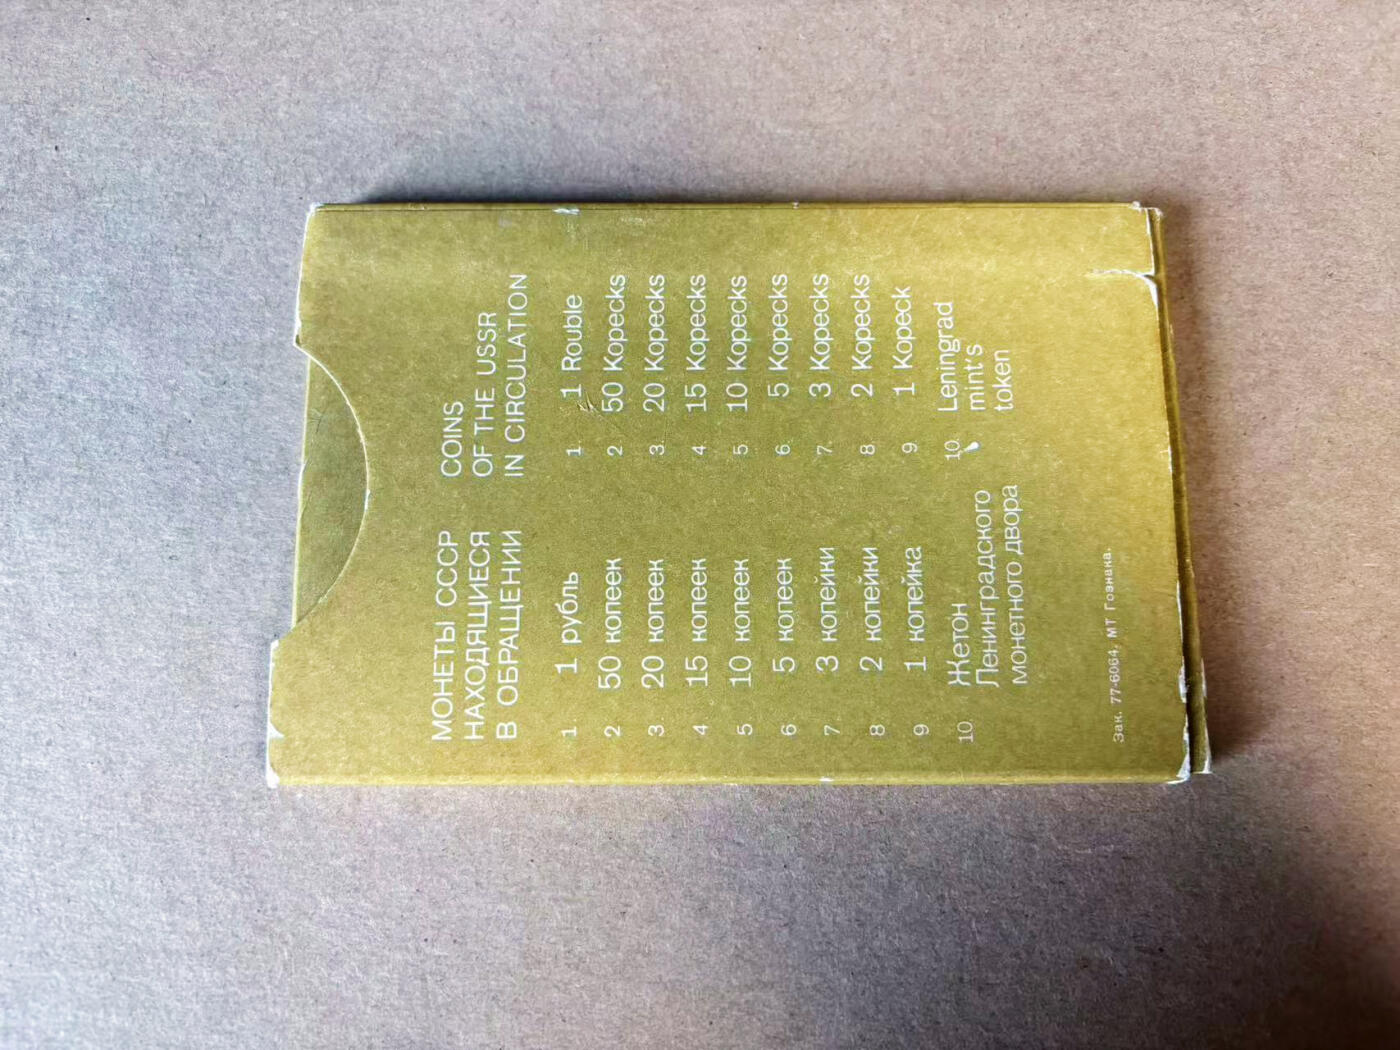 МОНЕТЫ СССР
НАХОДЯЩИЕСЯ
В ОБРАЩЕНИИ
1. 1 рубль
2 50 копеек
3 20 копеек
4 15 копеек
5 10 копеек
6 5 копеек
7 3 копейки
8 2 копейки
9 1 копейка
10 Жетон
Ленинградского
монетного двора
COINS
OF THE USSR
IN CIRCULATION
1. 1 Rouble
2 50 Kopecks
3. 20 Kopecks
4 15 Kopecks
5. 10 Kopecks
6. 5 Kopecks
7. 3 Kopecks
8. 2 Kopecks
9. 1 Kopeck
10. Leningrad
mint's
token
Зак. 77-6064, МТ Гознака.